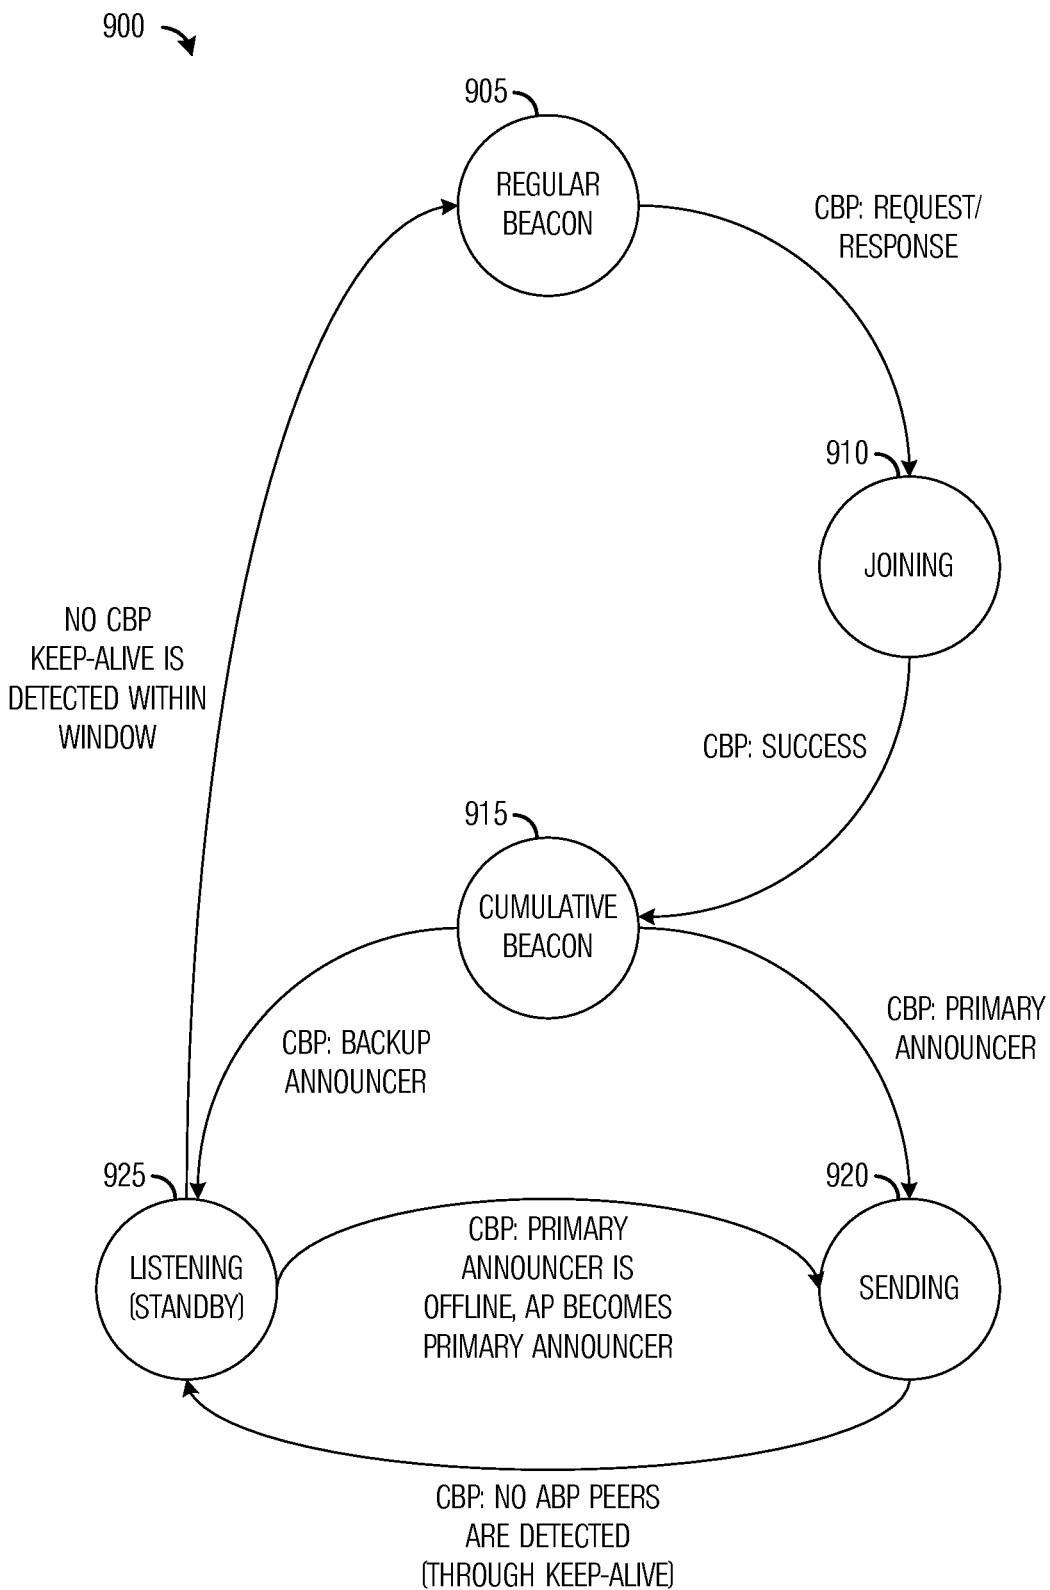 900
905
REGULAR
BEACON
CBP: REQUEST/
RESPONSE
910
JOINING
NO CBP
KEEP-ALIVE IS
DETECTED WITHIN
WINDOW
CBP: SUCCESS
915
CUMULATIVE
BEACON
CBP: PRIMARY
ANNOUNCER
CBP: BACKUP
ANNOUNCER
925
LISTENING
(STANDBY)
920
SENDING
CBP: PRIMARY
ANNOUNCER IS
OFFLINE, AP BECOMES
PRIMARY ANNOUNCER
CBP: NO ABP PEERS
ARE DETECTED
(THROUGH KEEP-ALIVE)